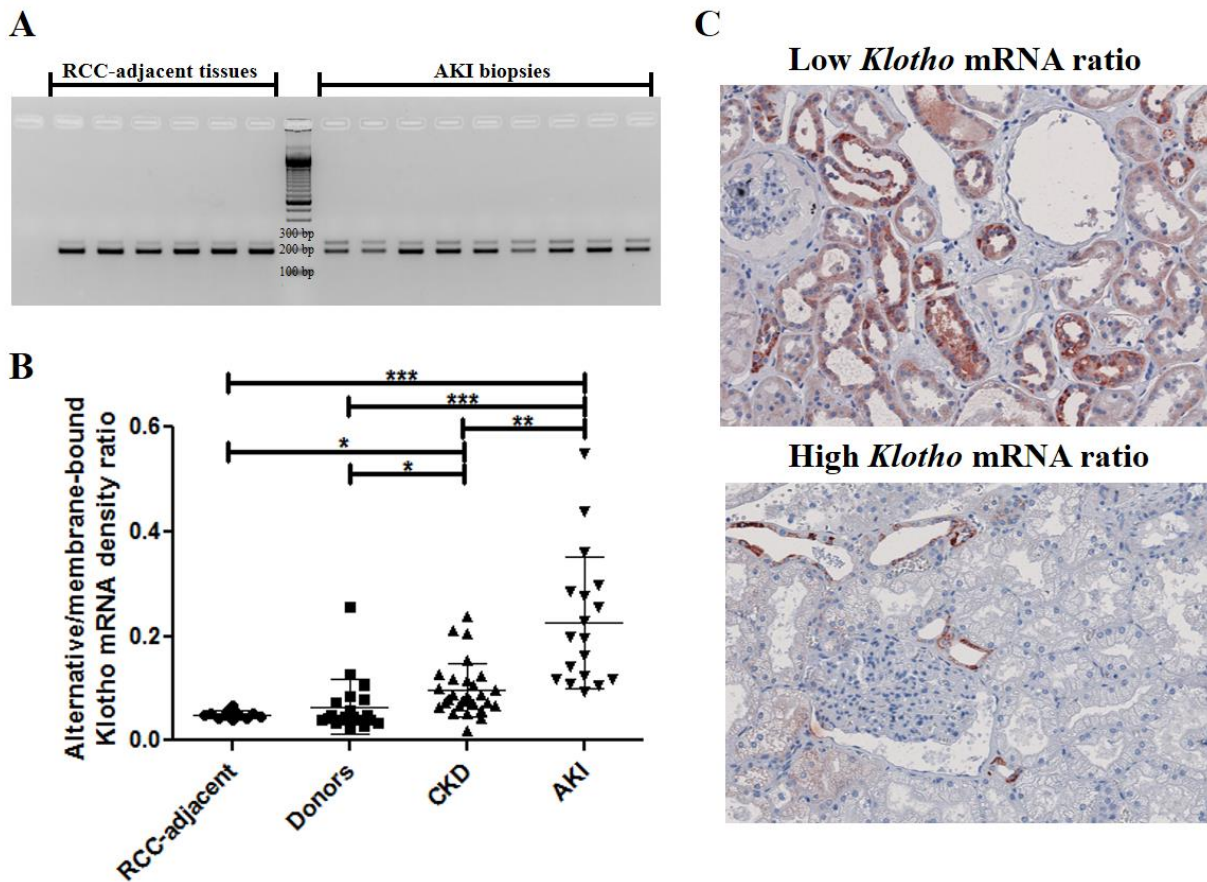 A
RCC-adjacent tissues
AKI biopsies
300 bp
200 bp
100 bp
B
Alternative/membrane-bound
Klotho mRNA density ratio
0.6
0.4
0.2
0.0
***
***
**
*
*
RCC-adjacent
Donors
CKD
AKI
C
Low Klotho mRNA ratio
High Klotho mRNA ratio